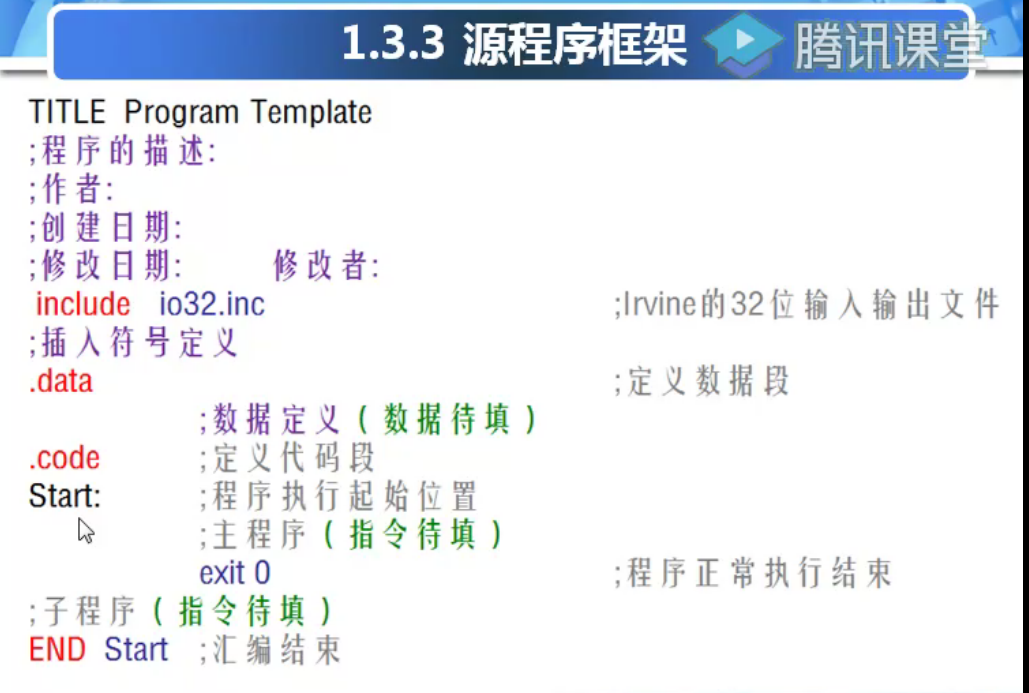 1.3.3 源程序框架
腾讯课堂
TITLE Program Template
;程序的描述:
;作者:
;创建日期:
;修改日期: 修改者:
include io32.inc ;Irvine的32位输入输出文件
;插入符号定义
.data ;定义数据段
;数据定义(数据待填)
.code ;定义代码段
Start: ;程序执行起始位置
;主程序(指令待填)
exit 0 ;程序正常执行结束
;子程序(指令待填)
END Start ;汇编结束